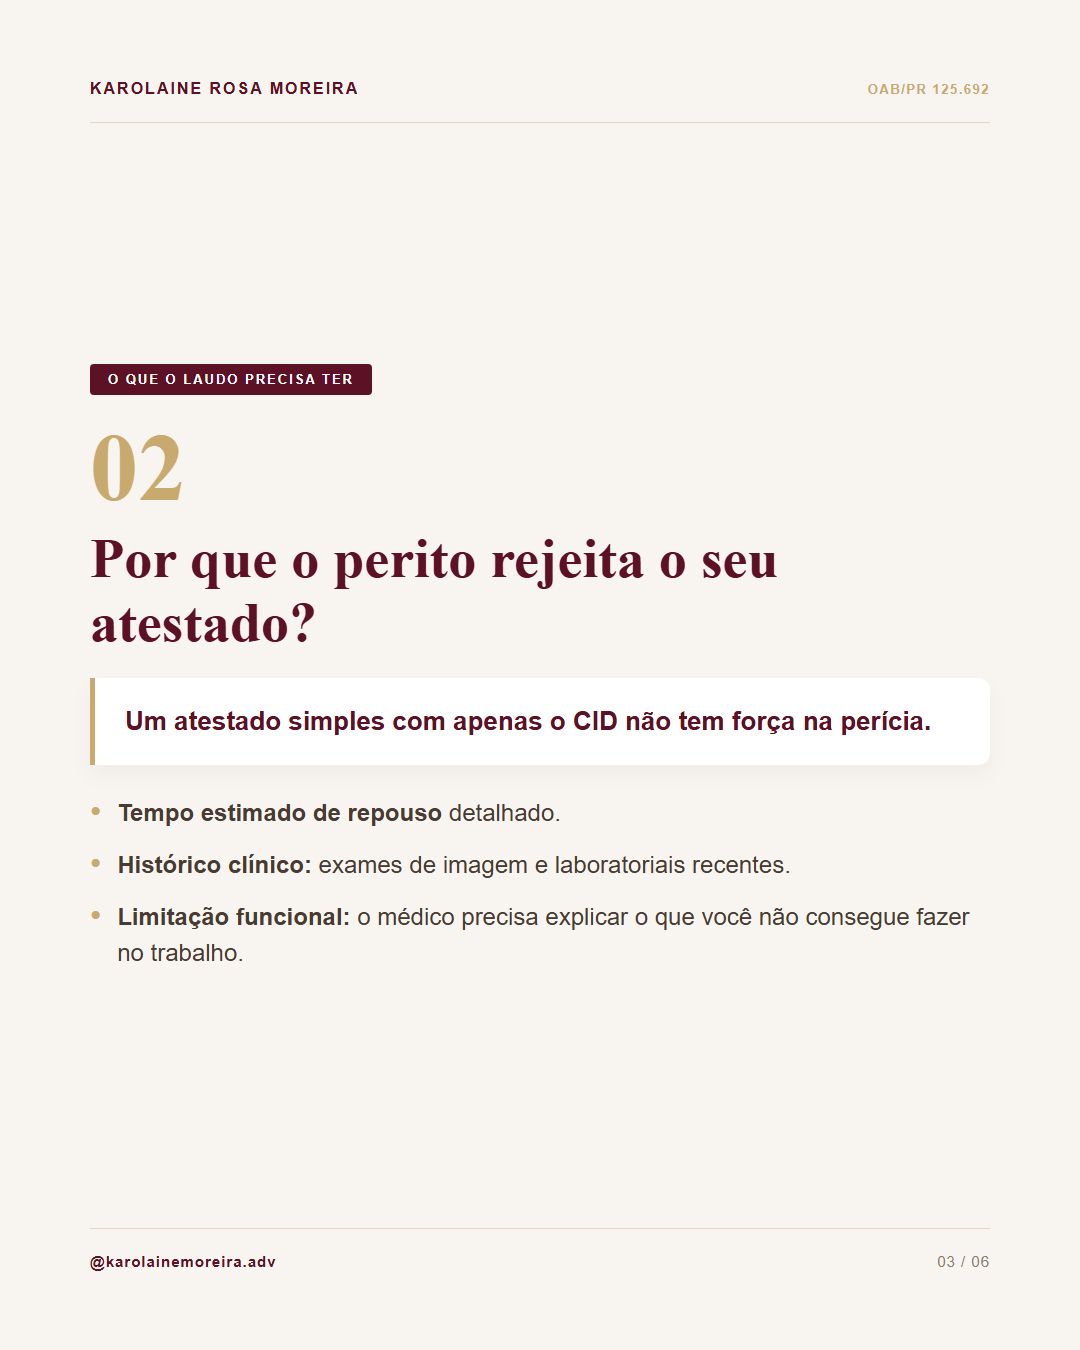 KAROLAINE ROSA MOREIRA
OAB/PR 125.692
O QUE O LAUDO PRECISA TER
02
Por que o perito rejeita o seu
atestado?
Um atestado simples com apenas o CID não tem força na perícia.
• Tempo estimado de repouso detalhado.
• Histórico clínico: exames de imagem e laboratoriais recentes.
• Limitação funcional: o médico precisa explicar o que você não consegue fazer
no trabalho.
@karolainemoreira.adv
03 / 06